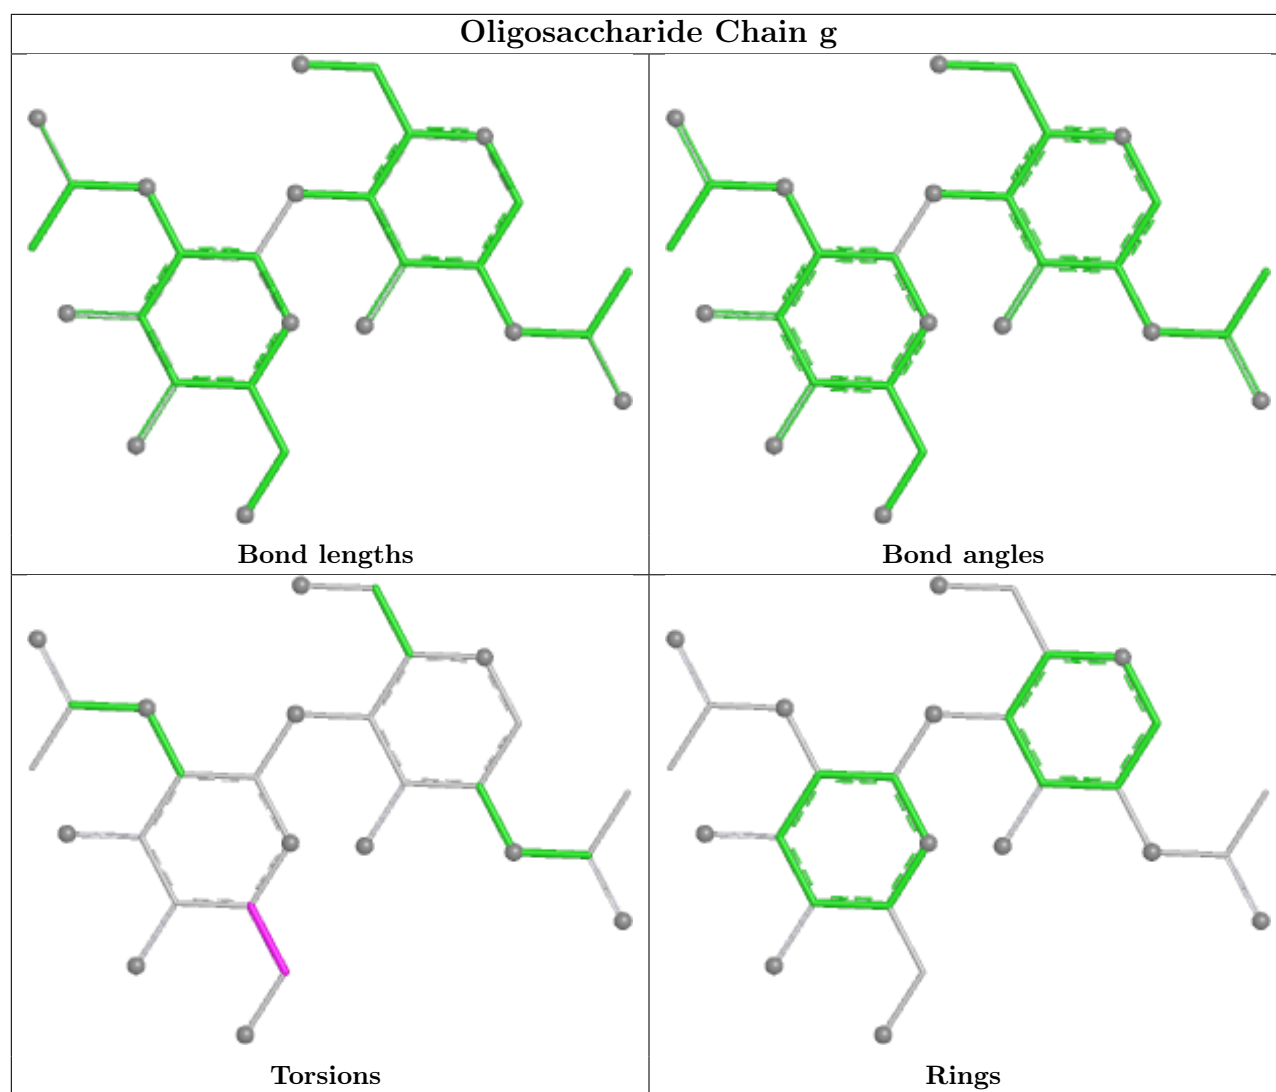 Oligosaccharide Chain g
Bond lengths
Bond angles
Torsions
Rings